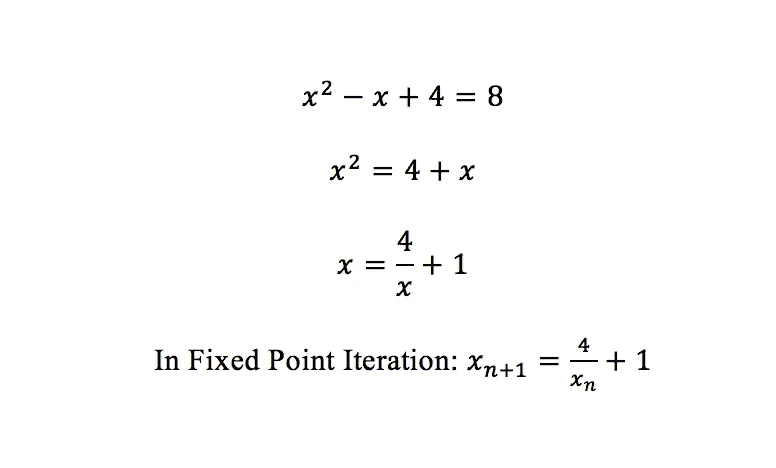 x² − x + 4 = 8
x² = 4 + x
x = 4/x + 1
In Fixed Point Iteration: xₙ₊₁ = 4/xₙ + 1